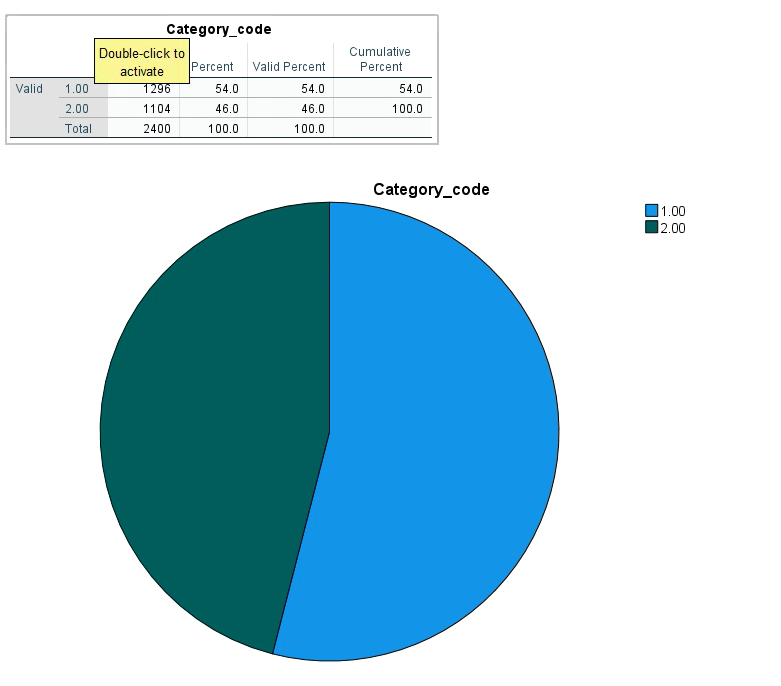 Category_code
Double-click to
activate
Percent Valid Percent Cumulative
Percent
Valid 1.00 1296 54.0 54.0 54.0
2.00 1104 46.0 46.0 100.0
Total 2400 100.0 100.0
Category_code
1.00
2.00